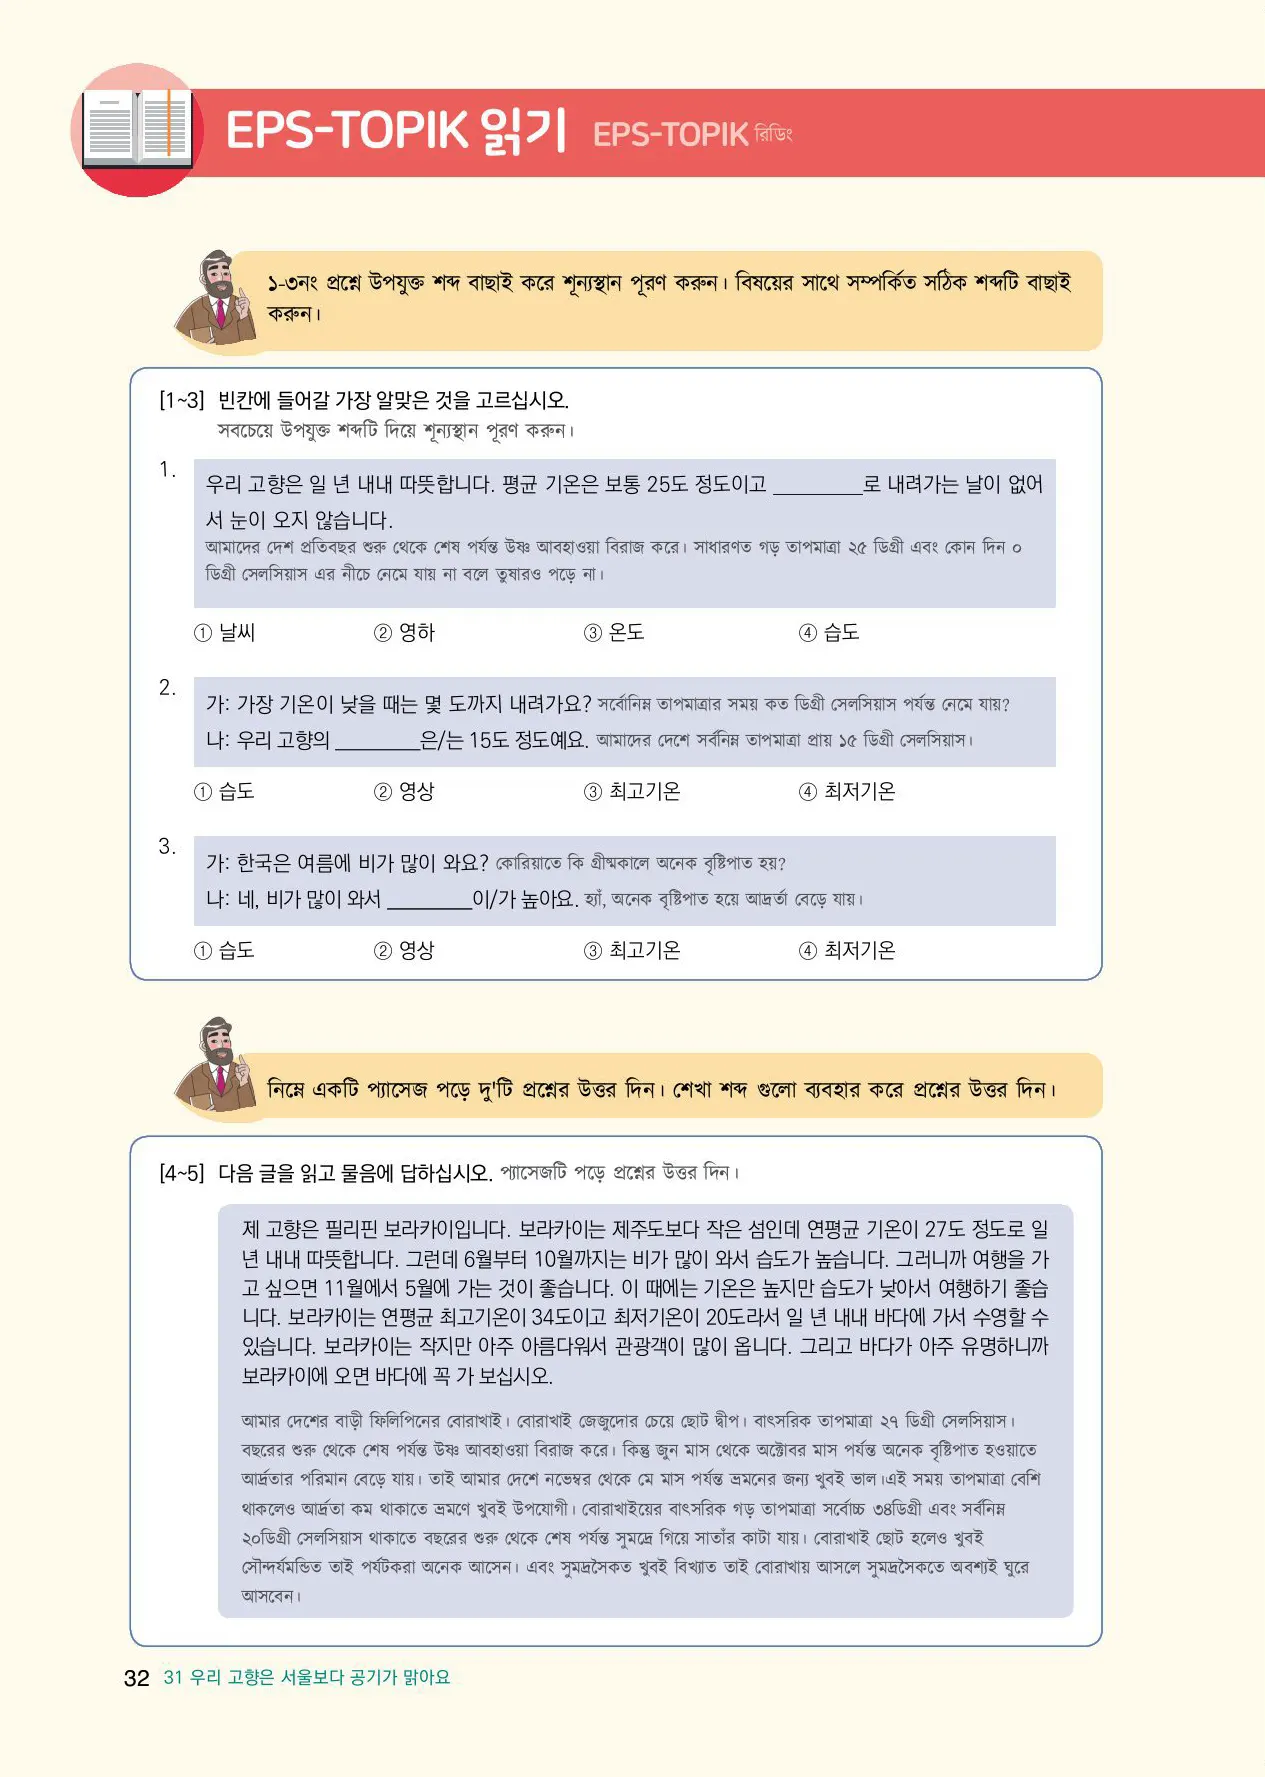 EPS-TOPIK 읽기 EPS-TOPIK রিডিং
১-৩নং প্রশ্নে উপযুক্ত শব্দ বাছাই করে শূন্যস্থান পূরণ করুন। বিষয়ের সাথে সম্পর্কিত সঠিক শব্দটি বাছাই
করুন।
[1~3] 빈칸에 들어갈 가장 알맞은 것을 고르십시오.
সবচেয়ে উপযুক্ত শব্দটি দিয়ে শূন্যস্থান পূরণ করুন।
1.
우리 고향은 일 년 내내 따뜻합니다. 평균 기온은 보통 25도 정도이고 ________로 내려가는 날이 없어
서 눈이 오지 않습니다.
আমাদের দেশ প্রতিবছর শুরু থেকে শেষ পর্যন্ত উষ্ণ আবহাওয়া বিরাজ করে। সাধারণত গড় তাপমাত্রা ২৫ ডিগ্রী এবং কোন দিন ০
ডিগ্রী সেলসিয়াস এর নীচে নেমে যায় না বলে তুষারও পড়ে না।
① 날씨 ② 영하 ③ 온도 ④ 습도
2.
가: 가장 기온이 낮을 때는 몇 도까지 내려가요? সর্বোনিম্ন তাপমাত্রার সময় কত ডিগ্রী সেলসিয়াস পর্যন্ত নেমে যায়?
나: 우리 고향의 ________은/는 15도 정도예요. আমাদের দেশে সর্বনিম্ন তাপমাত্রা প্রায় ১৫ ডিগ্রী সেলসিয়াস।
① 습도 ② 영상 ③ 최고기온 ④ 최저기온
3.
가: 한국은 여름에 비가 많이 와요? কোরিয়াতে কি গ্রীষ্মকালে অনেক বৃষ্টিপাত হয়?
나: 네, 비가 많이 와서 ________이/가 높아요. হ্যাঁ, অনেক বৃষ্টিপাত হয়ে আদ্রর্তা বেড়ে যায়।
① 습도 ② 영상 ③ 최고기온 ④ 최저기온
নিম্নে একটি প্যাসেজ পড়ে দু'টি প্রশ্নের উত্তর দিন। শেখা শব্দ গুলো ব্যবহার করে প্রশ্নের উত্তর দিন।
[4~5] 다음 글을 읽고 물음에 답하십시오. প্যাসেজটি পড়ে প্রশ্নের উত্তর দিন।
제 고향은 필리핀 보라카이입니다. 보라카이는 제주도보다 작은 섬인데 연평균 기온이 27도 정도로 일
년 내내 따뜻합니다. 그런데 6월부터 10월까지는 비가 많이 와서 습도가 높습니다. 그러니까 여행을 가
고 싶으면 11월에서 5월에 가는 것이 좋습니다. 이 때에는 기온은 높지만 습도가 낮아서 여행하기 좋습
니다. 보라카이는 연평균 최고기온이 34도이고 최저기온이 20도라서 일 년 내내 바다에 가서 수영할 수
있습니다. 보라카이는 작지만 아주 아름다워서 관광객이 많이 옵니다. 그리고 바다가 아주 유명하니까
보라카이에 오면 바다에 꼭 가 보십시오.
আমার দেশের বাড়ী ফিলিপিনের বোরাখাই। বোরাখাই জেজুদোর চেয়ে ছোট দ্বীপ। বাৎসরিক তাপমাত্রা ২৭ ডিগ্রী সেলসিয়াস।
বছরের শুরু থেকে শেষ পর্যন্ত উষ্ণ আবহাওয়া বিরাজ করে। কিন্তু জুন মাস থেকে অক্টোবর মাস পর্যন্ত অনেক বৃষ্টিপাত হওয়াতে
আর্দ্রতার পরিমান বেড়ে যায়। তাই আমার দেশে নভেম্বর থেকে মে মাস পর্যন্ত ভ্রমনের জন্য খুবই ভাল।এই সময় তাপমাত্রা বেশি
থাকলেও আর্দ্রতা কম থাকাতে ভ্রমণে খুবই উপযোগী। বোরাখাইয়ের বাৎসরিক গড় তাপমাত্রা সর্বোচ্চ ৩৪ডিগ্রী এবং সর্বনিম্ন
২০ডিগ্রী সেলসিয়াস থাকাতে বছরের শুরু থেকে শেষ পর্যন্ত সুমদ্রে গিয়ে সাতাঁর কাটা যায়। বোরাখাই ছোট হলেও খুবই
সৌন্দর্যমন্ডিত তাই পর্যটকরা অনেক আসেন। এবং সুমদ্রসৈকত খুবই বিখ্যাত তাই বোরাখায় আসলে সুমদ্রসৈকতে অবশ্যই ঘুরে
আসবেন।
32 31 우리 고향은 서울보다 공기가 맑아요